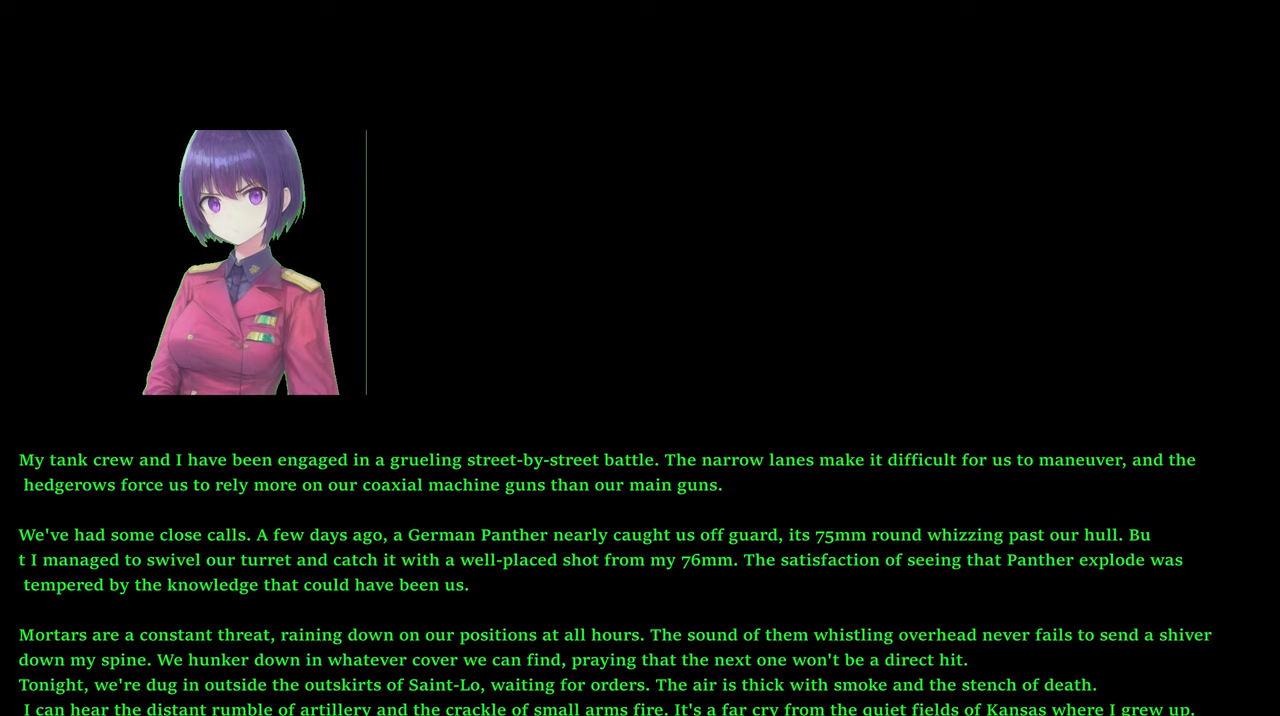 My tank crew and I have been engaged in a grueling street-by-street battle. The narrow lanes make it difficult for us to maneuver, and the
hedgerows force us to rely more on our coaxial machine guns than our main guns.
We've had some close calls. A few days ago, a German Panther nearly caught us off guard, its 75mm round whizzing past our hull. Bu
t I managed to swivel our turret and catch it with a well-placed shot from my 76mm. The satisfaction of seeing that Panther explode was
tempered by the knowledge that could have been us.
Mortars are a constant threat, raining down on our positions at all hours. The sound of them whistling overhead never fails to send a shiver
down my spine. We hunker down in whatever cover we can find, praying that the next one won't be a direct hit.
Tonight, we're dug in outside the outskirts of Saint-Lo, waiting for orders. The air is thick with smoke and the stench of death.
I can hear the distant rumble of artillery and the crackle of small arms fire. It's a far cry from the quiet fields of Kansas where I grew up.